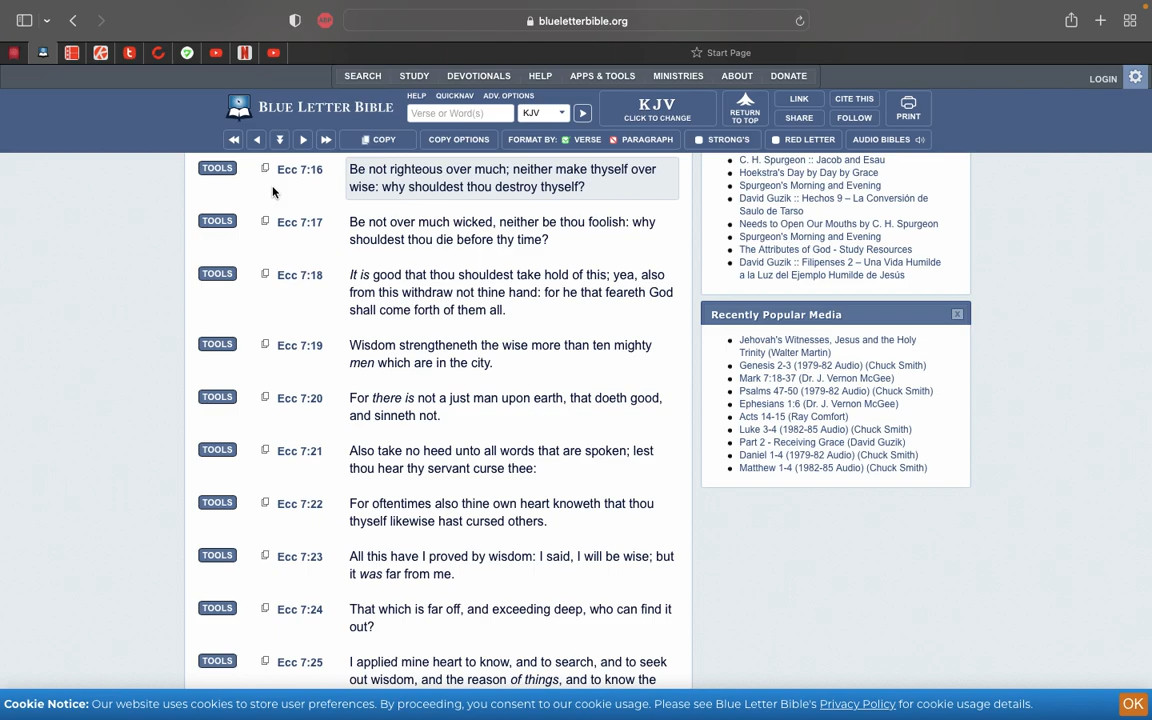 blueletterbible.org
ABP
Start Page
SEARCH STUDY DEVOTIONALS HELP APPS & TOOLS MINISTRIES ABOUT DONATE
LOGIN
BLUE LETTER BIBLE
HELP QUICKNAV ADV. OPTIONS
Verse or Word(s)
KJV
KJV
CLICK TO CHANGE
RETURN
TO TOP
LINK
CITE THIS
SHARE
FOLLOW
PRINT
COPY
COPY OPTIONS
FORMAT BY: VERSE PARAGRAPH
STRONG'S
RED LETTER
AUDIO BIBLES
TOOLS Ecc 7:16 Be not righteous over much; neither make thyself over
wise: why shouldest thou destroy thyself?
TOOLS Ecc 7:17 Be not over much wicked, neither be thou foolish: why
shouldest thou die before thy time?
TOOLS Ecc 7:18 It is good that thou shouldest take hold of this; yea, also
from this withdraw not thine hand: for he that feareth God
shall come forth of them all.
TOOLS Ecc 7:19 Wisdom strengtheneth the wise more than ten mighty
men which are in the city.
TOOLS Ecc 7:20 For there is not a just man upon earth, that doeth good,
and sinneth not.
TOOLS Ecc 7:21 Also take no heed unto all words that are spoken; lest
thou hear thy servant curse thee:
TOOLS Ecc 7:22 For oftentimes also thine own heart knoweth that thou
thyself likewise hast cursed others.
TOOLS Ecc 7:23 All this have I proved by wisdom: I said, I will be wise; but
it was far from me.
TOOLS Ecc 7:24 That which is far off, and exceeding deep, who can find it
out?
TOOLS Ecc 7:25 I applied mine heart to know, and to search, and to seek
out wisdom, and the reason of things, and to know the
C. H. Spurgeon :: Jacob and Esau
Hoekstra's Day by Day by Grace
Spurgeon's Morning and Evening
David Guzik :: Hechos 9 – La Conversión de
Saulo de Tarso
Needs to Open Our Mouths by C. H. Spurgeon
Spurgeon's Morning and Evening
The Attributes of God - Study Resources
David Guzik :: Filipenses 2 – Una Vida Humilde
a la Luz del Ejemplo Humilde de Jesús
Recently Popular Media
X
Jehovah's Witnesses, Jesus and the Holy
Trinity (Walter Martin)
Genesis 2-3 (1979-82 Audio) (Chuck Smith)
Mark 7:18-37 (Dr. J. Vernon McGee)
Psalms 47-50 (1979-82 Audio) (Chuck Smith)
Ephesians 1:6 (Dr. J. Vernon McGee)
Acts 14-15 (Ray Comfort)
Luke 3-4 (1982-85 Audio) (Chuck Smith)
Part 2 - Receiving Grace (David Guzik)
Daniel 1-4 (1979-82 Audio) (Chuck Smith)
Matthew 1-4 (1982-85 Audio) (Chuck Smith)
Cookie Notice: Our website uses cookies to store user preferences. By proceeding, you consent to our cookie usage. Please see Blue Letter Bible's Privacy Policy for cookie usage details.
OK